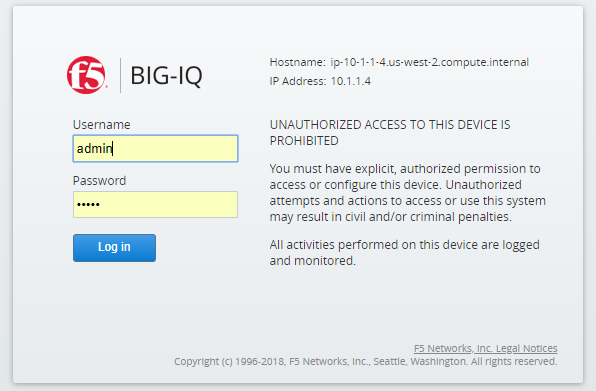 f5 BIG-IQ
Hostname: ip-10-1-1-4.us-west-2.compute.internal
IP Address: 10.1.1.4
Username
admin
Password
•••••
Log in
UNAUTHORIZED ACCESS TO THIS DEVICE IS
PROHIBITED
You must have explicit, authorized permission to
access or configure this device. Unauthorized
attempts and actions to access or use this system
may result in civil and/or criminal penalties.
All activities performed on this device are logged
and monitored.
F5 Networks, Inc. Legal Notices
Copyright (c) 1996-2018, F5 Networks, Inc., Seattle, Washington. All rights reserved.